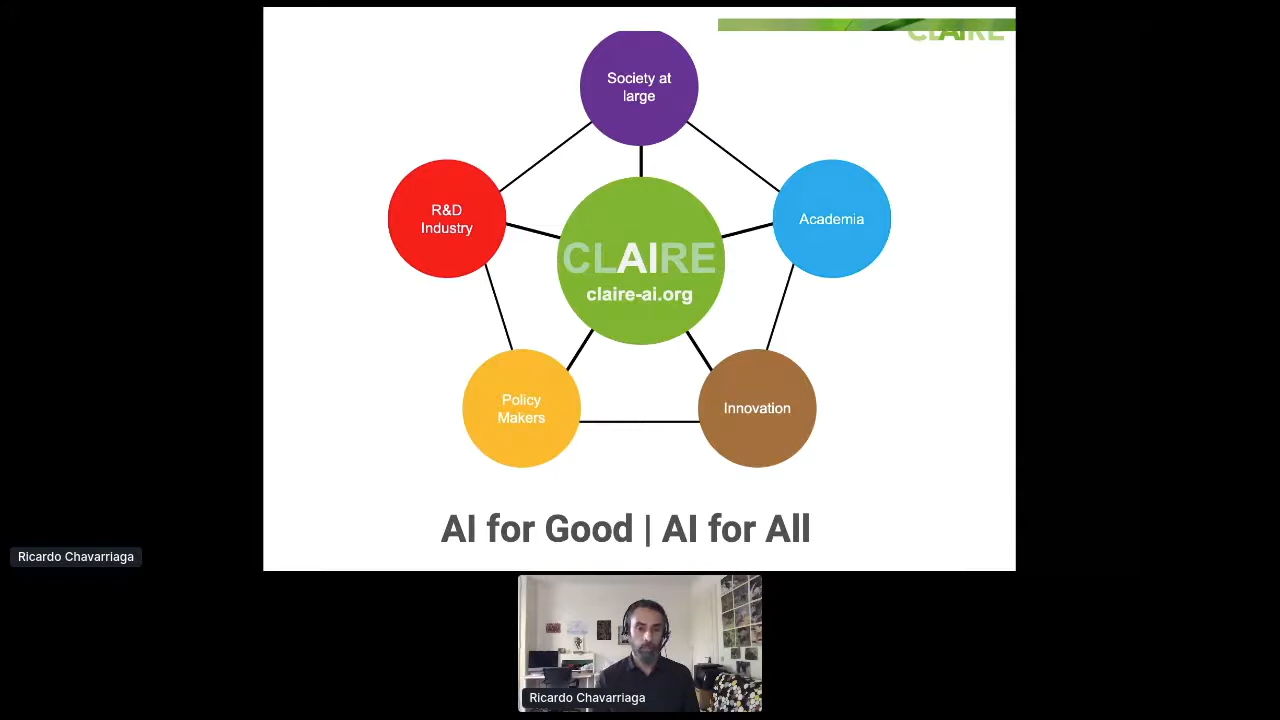 CLAIRE
Society at
large
R&D
Industry
Academia
CLAIRE
claire-ai.org
Policy
Makers
Innovation
AI for Good | AI for All
Ricardo Chavarriaga
Ricardo Chavarriaga